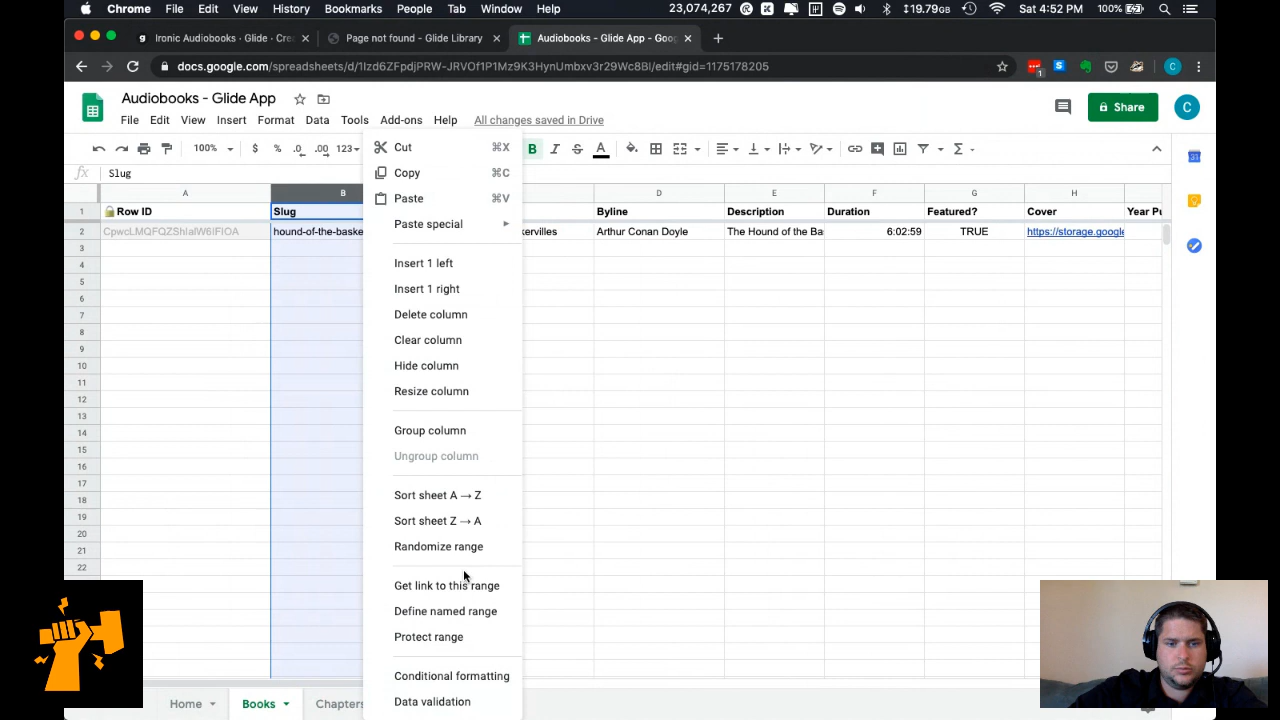 Chrome File Edit View History Bookmarks People Tab Window Help 23,074,267 $19.79GB Sat 4:52 PM 100%
Ironic Audiobooks · Glide · Cre Page not found - Glide Library Audiobooks - Glide App - Goog
docs.google.com/spreadsheets/d/1Izd6ZFpdjPRW-JRVOf1P1Mz9K3HynUmbxv3r29Wc8BI/edit#gid=1175178205 1 C
Audiobooks - Glide App
Share C
File Edit View Insert Format Data Tools Add-ons Help All changes saved in Drive
100% $ % .0 .00 123 B I S A Σ
fx Slug
A B D E F G H
1 Row ID Slug Byline Description Duration Featured? Cover Year Pu
2 hound-of-the-baske kervilles Arthur Conan Doyle The Hound of the Ba 6:02:59 TRUE https://storage.google
3
4
5
6
7
8
9
10
11
12
13
14
15
16
17
18
19
20
21
22
Cut ⌘X
Copy ⌘C
Paste ⌘V
Paste special
Insert 1 left
Insert 1 right
Delete column
Clear column
Hide column
Resize column
Group column
Ungroup column
Sort sheet A → Z
Sort sheet Z → A
Randomize range
Get link to this range
Define named range
Protect range
Conditional formatting
Data validation
Home Books Chapters